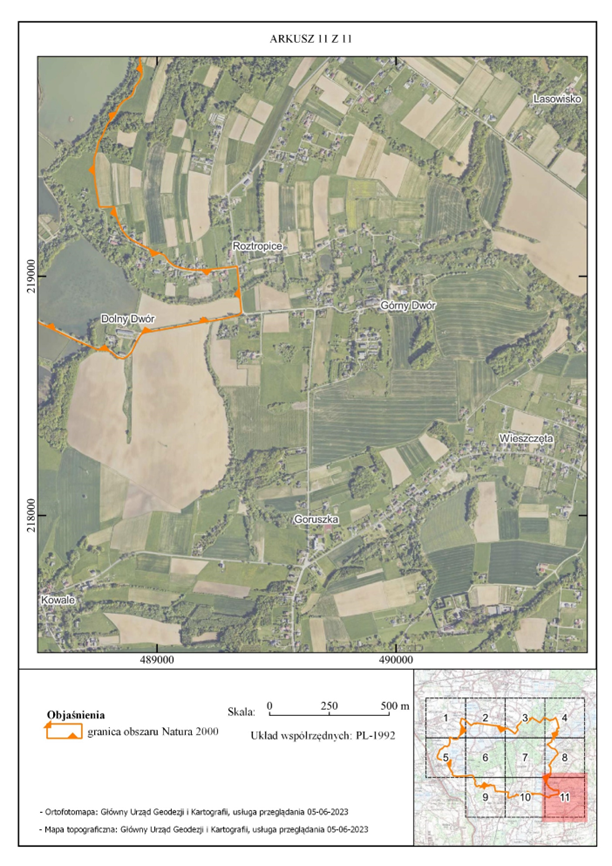 ARKUSZ 11 Z 11
Lasowisko
Roztropice
219000
Dolny Dwór
Górny Dwór
Wieszczęta
218000
Goruszka
Kowale
489000
490000
Objaśnienia
granica obszaru Natura 2000
Skala:
0 250 500 m
Układ współrzędnych: PL-1992
1 2 3 4
5 6 7 8
9 10 11
- Ortofotomapa: Główny Urząd Geodezji i Kartografii, usługa przeglądania 05-06-2023
- Mapa topograficzna: Główny Urząd Geodezji i Kartografii, usługa przeglądania 05-06-2023